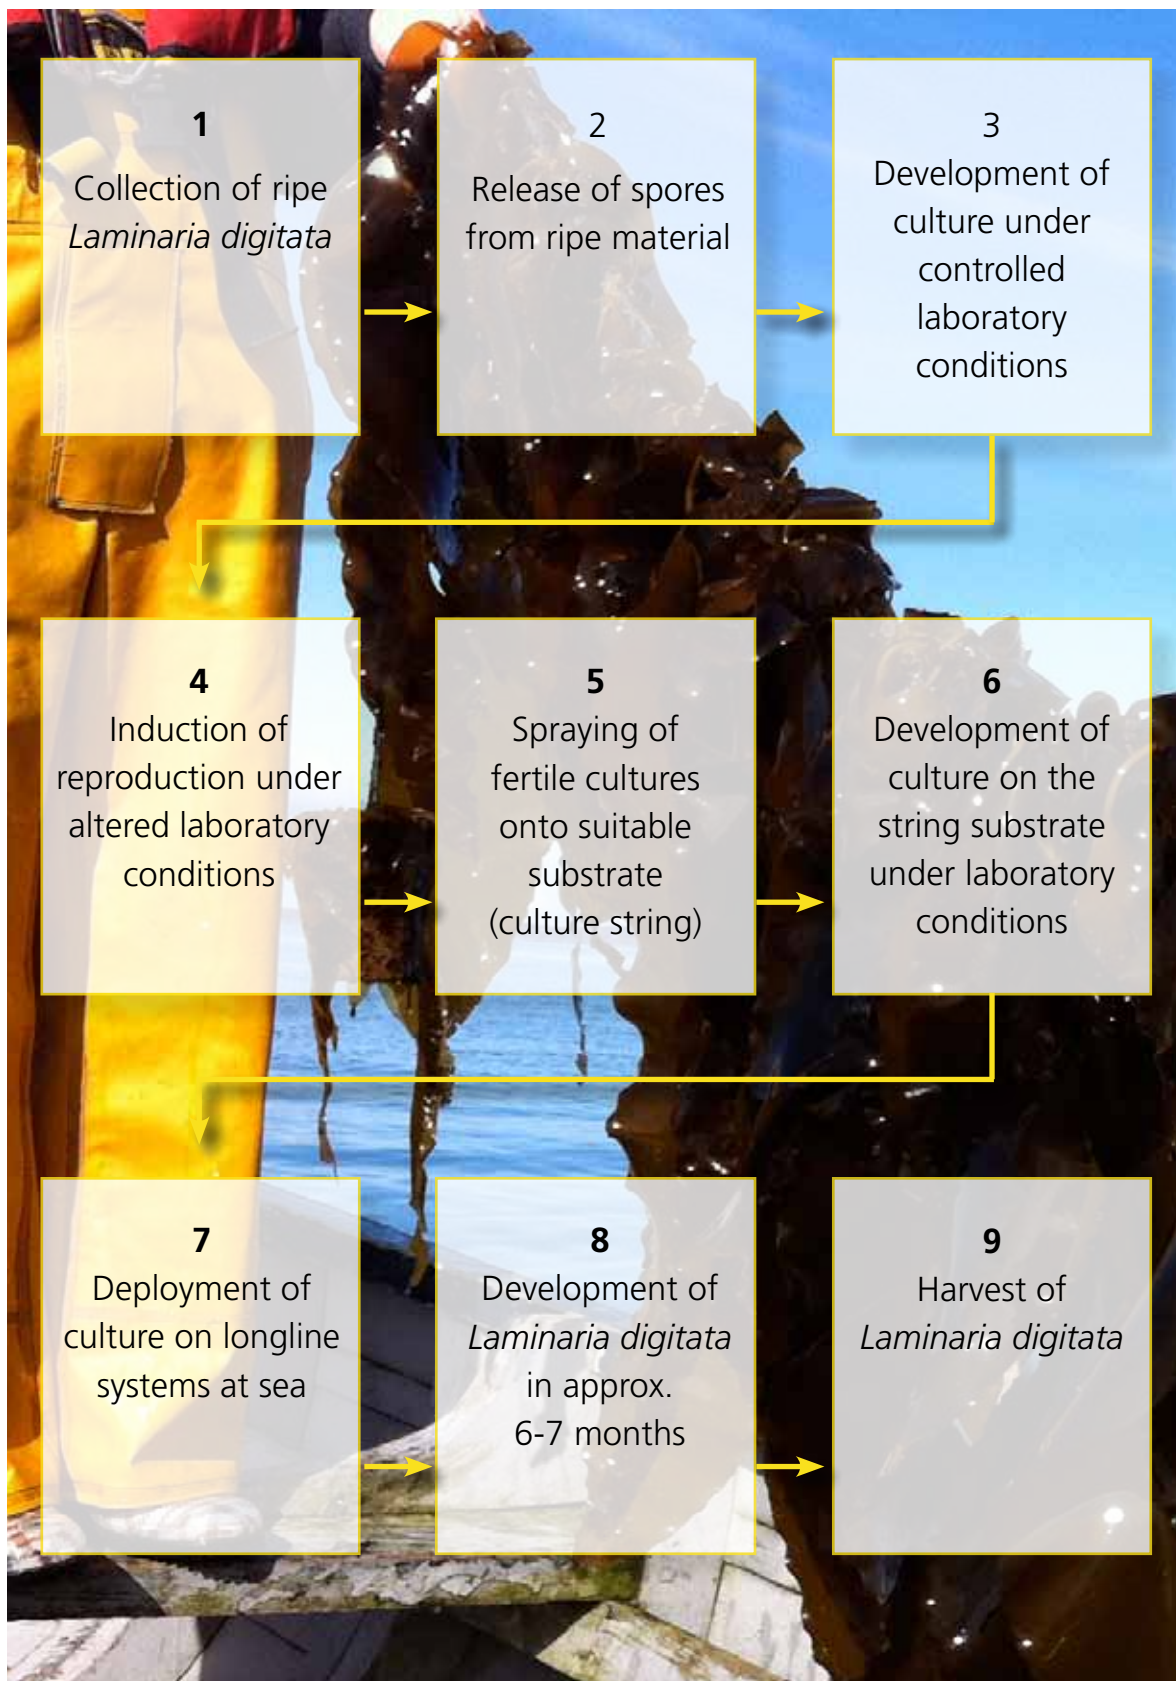 1
Collection of ripe
Laminaria digitata
2
Release of spores
from ripe material
3
Development of
culture under
controlled
laboratory
conditions
4
Induction of
reproduction under
altered laboratory
conditions
5
Spraying of
fertile cultures
onto suitable
substrate
(culture string)
6
Development of
culture on the
string substrate
under laboratory
conditions
7
Deployment of
culture on longline
systems at sea
8
Development of
Laminaria digitata
in approx.
6-7 months
9
Harvest of
Laminaria digitata